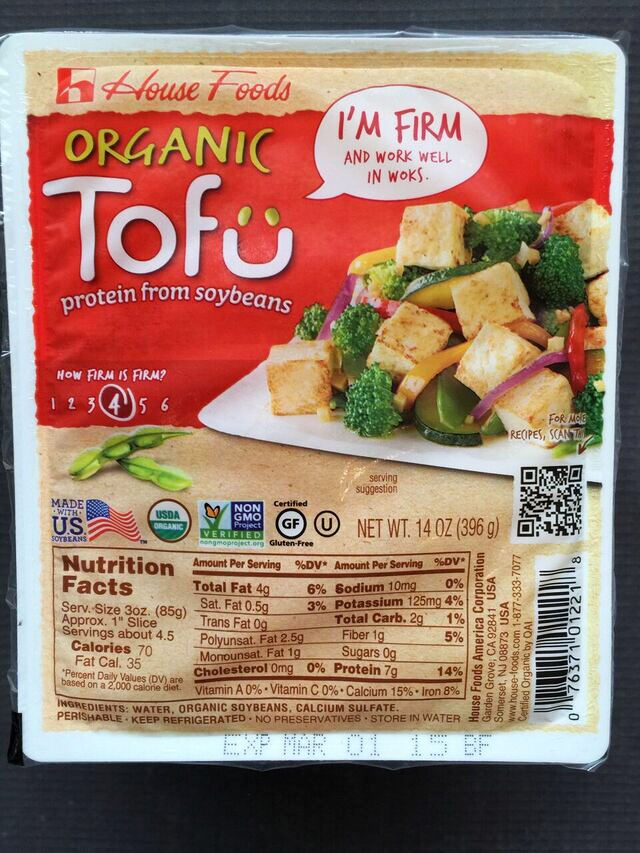 House Foods
ORGANIC
Tofu
protein from soybeans
I'M FIRM
AND WORK WELL
IN WOKS.
HOW FIRM IS FIRM?
1 2 3 4 5 6
FOR MORE
RECIPES, SCAN
serving
suggestion
MADE
WITH
US
SOYBEANS
TM
USDA
ORGANIC
NON
GMO
Project
VERIFIED
nongmoproject.org
Certified
GF
Gluten-Free
U
NET WT. 14 OZ (396 g)
Nutrition
Facts
Serv. Size 3oz. (85g)
Approx. 1" Slice
Servings about 4.5
Calories 70
Fat Cal. 35
*Percent Daily Values (DV) are
based on a 2,000 calorie diet.
Amount Per Serving %DV* Amount Per Serving %DV*
Total Fat 4g 6% Sodium 10mg 0%
Sat. Fat 0.5g 3% Potassium 125mg 4%
Trans Fat 0g Total Carb. 2g 1%
Polyunsat. Fat 2.5g Fiber 1g 5%
Monounsat. Fat 1g Sugars 0g
Cholesterol 0mg 0% Protein 7g 14%
Vitamin A 0% • Vitamin C 0% • Calcium 15% • Iron 8%
INGREDIENTS: WATER, ORGANIC SOYBEANS, CALCIUM SULFATE.
PERISHABLE • KEEP REFRIGERATED • NO PRESERVATIVES • STORE IN WATER
House Foods America Corporation
Garden Grove, CA 92841 USA
Somerset, NJ 08873 USA
www.house-foods.com 1-877-333-7077
Certified Organic by QAI
0 76371 01221 8
EXP MAR 01 15 BF